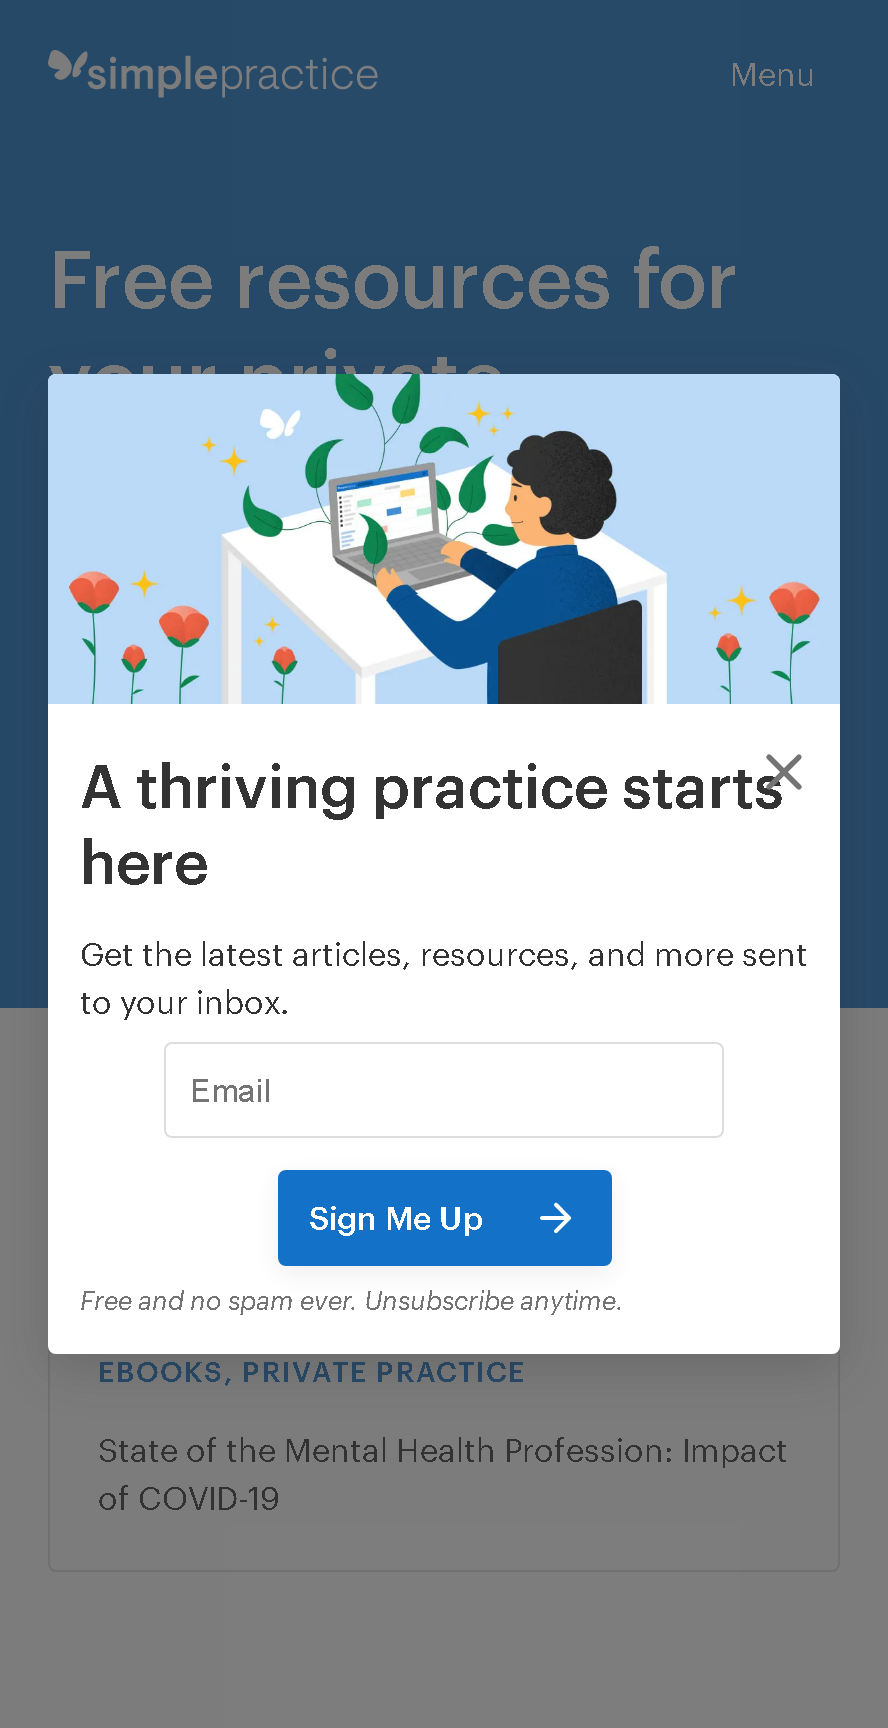 simplepractice
Menu
Free resources for
your private
A thriving practice starts
here
Get the latest articles, resources, and more sent
to your inbox.
Email
Sign Me Up
Free and no spam ever. Unsubscribe anytime.
EBOOKS, PRIVATE PRACTICE
State of the Mental Health Profession: Impact
of COVID-19